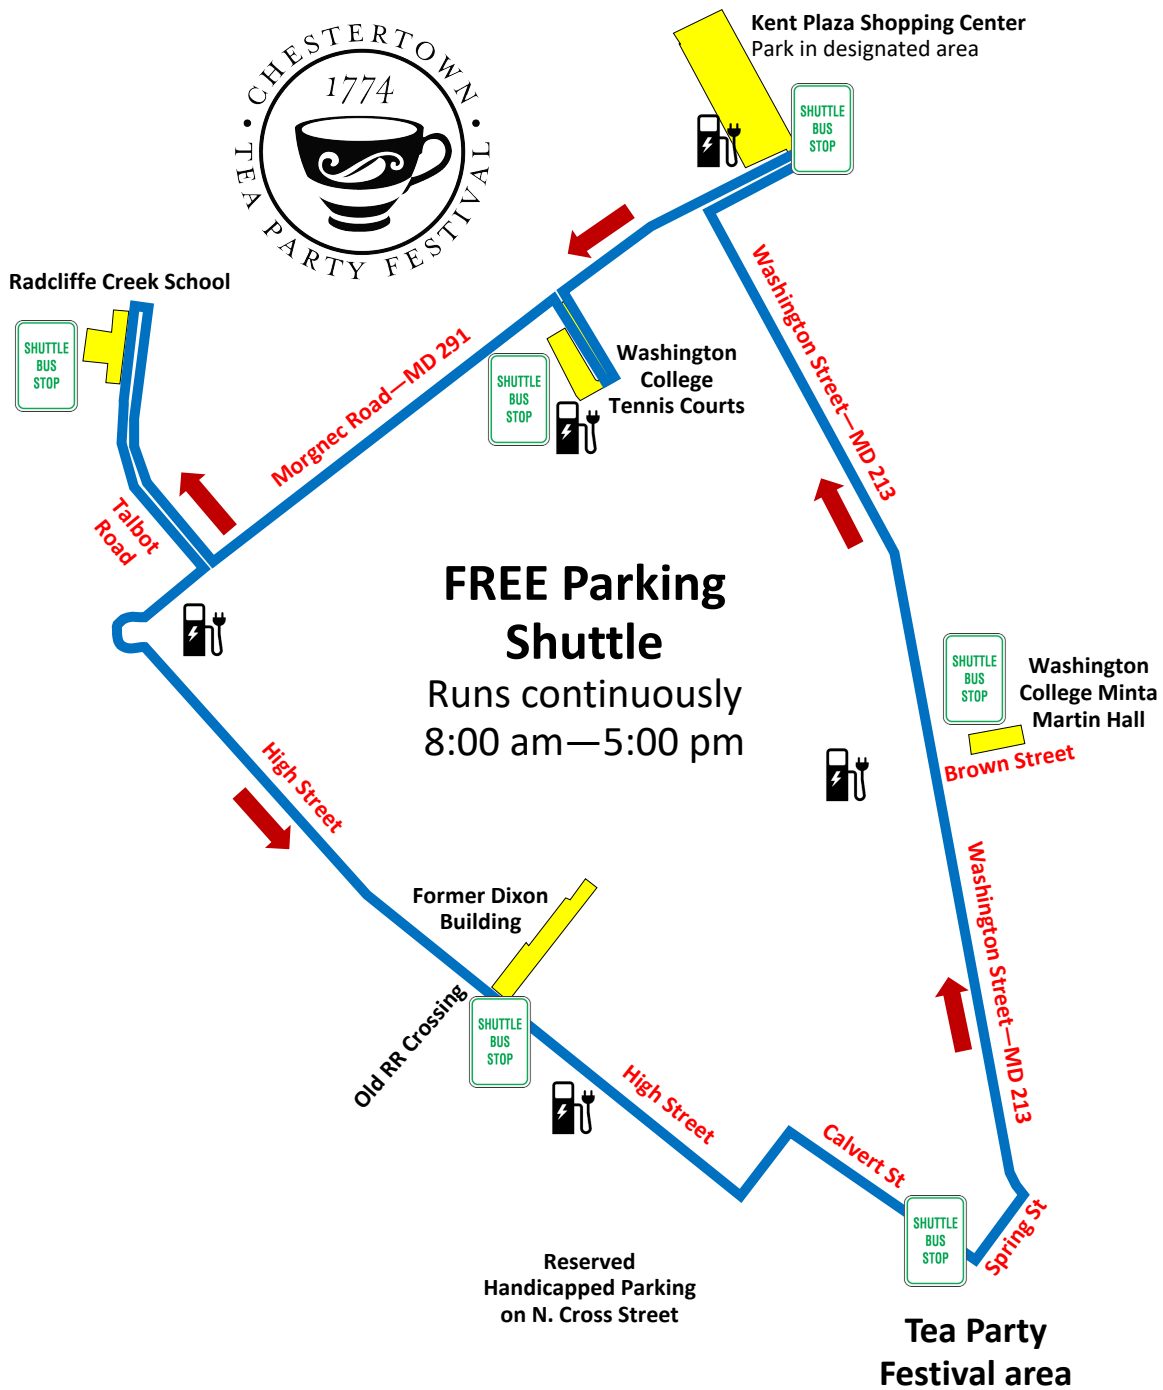 CHESTERTOWN
1774
TEA PARTY FESTIVAL
Kent Plaza Shopping Center
Park in designated area
SHUTTLE
BUS
STOP
Radcliffe Creek School
SHUTTLE
BUS
STOP
Washington Street—MD 213
Morgnec Road—MD 291
SHUTTLE
BUS
STOP
Washington
College
Tennis Courts
Talbot
Road
FREE Parking
Shuttle
Runs continuously
8:00 am—5:00 pm
SHUTTLE
BUS
STOP
Washington
College Minta
Martin Hall
Brown Street
High Street
Washington Street—MD 213
Former Dixon
Building
Old RR Crossing
SHUTTLE
BUS
STOP
High Street
Calvert St
SHUTTLE
BUS
STOP
Spring St
Reserved
Handicapped Parking
on N. Cross Street
Tea Party
Festival area